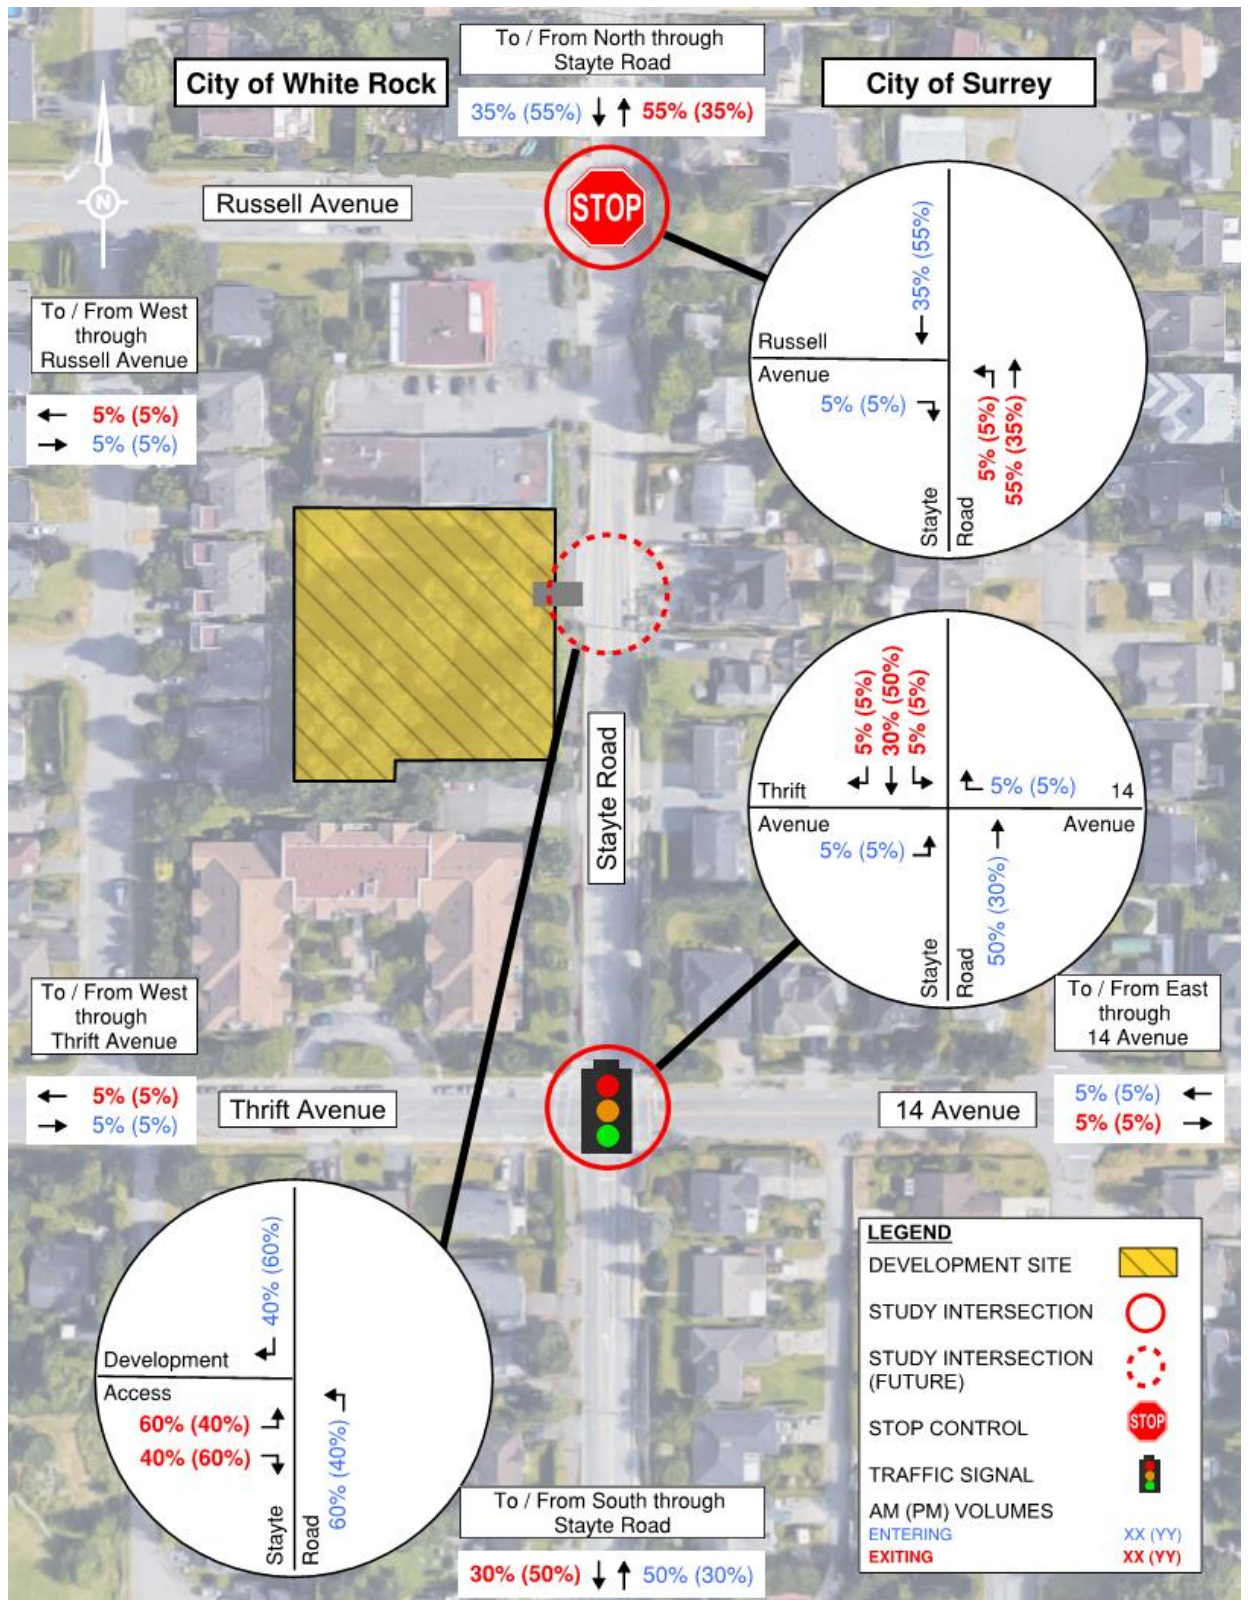 To / From North through
Stayte Road
City of White Rock
City of Surrey
35% (55%) ↓ ↑ 55% (35%)
N
Russell Avenue
STOP
35% (55%)
Russell
Avenue
5% (5%)
5% (5%)
55% (35%)
Stayte
Road
To / From West
through
Russell Avenue
← 5% (5%)
→ 5% (5%)
Stayte Road
5% (5%)
30% (50%)
5% (5%)
Thrift
Avenue
5% (5%)
14
Avenue
5% (5%)
50% (30%)
Stayte
Road
To / From West
through
Thrift Avenue
← 5% (5%)
→ 5% (5%)
Thrift Avenue
14 Avenue
To / From East
through
14 Avenue
5% (5%) ←
5% (5%) →
40% (60%)
Development
Access
60% (40%)
40% (60%)
60% (40%)
Stayte
Road
To / From South through
Stayte Road
30% (50%) ↓ ↑ 50% (30%)
LEGEND
DEVELOPMENT SITE
STUDY INTERSECTION
STUDY INTERSECTION
(FUTURE)
STOP CONTROL STOP
TRAFFIC SIGNAL
AM (PM) VOLUMES
ENTERING XX (YY)
EXITING XX (YY)